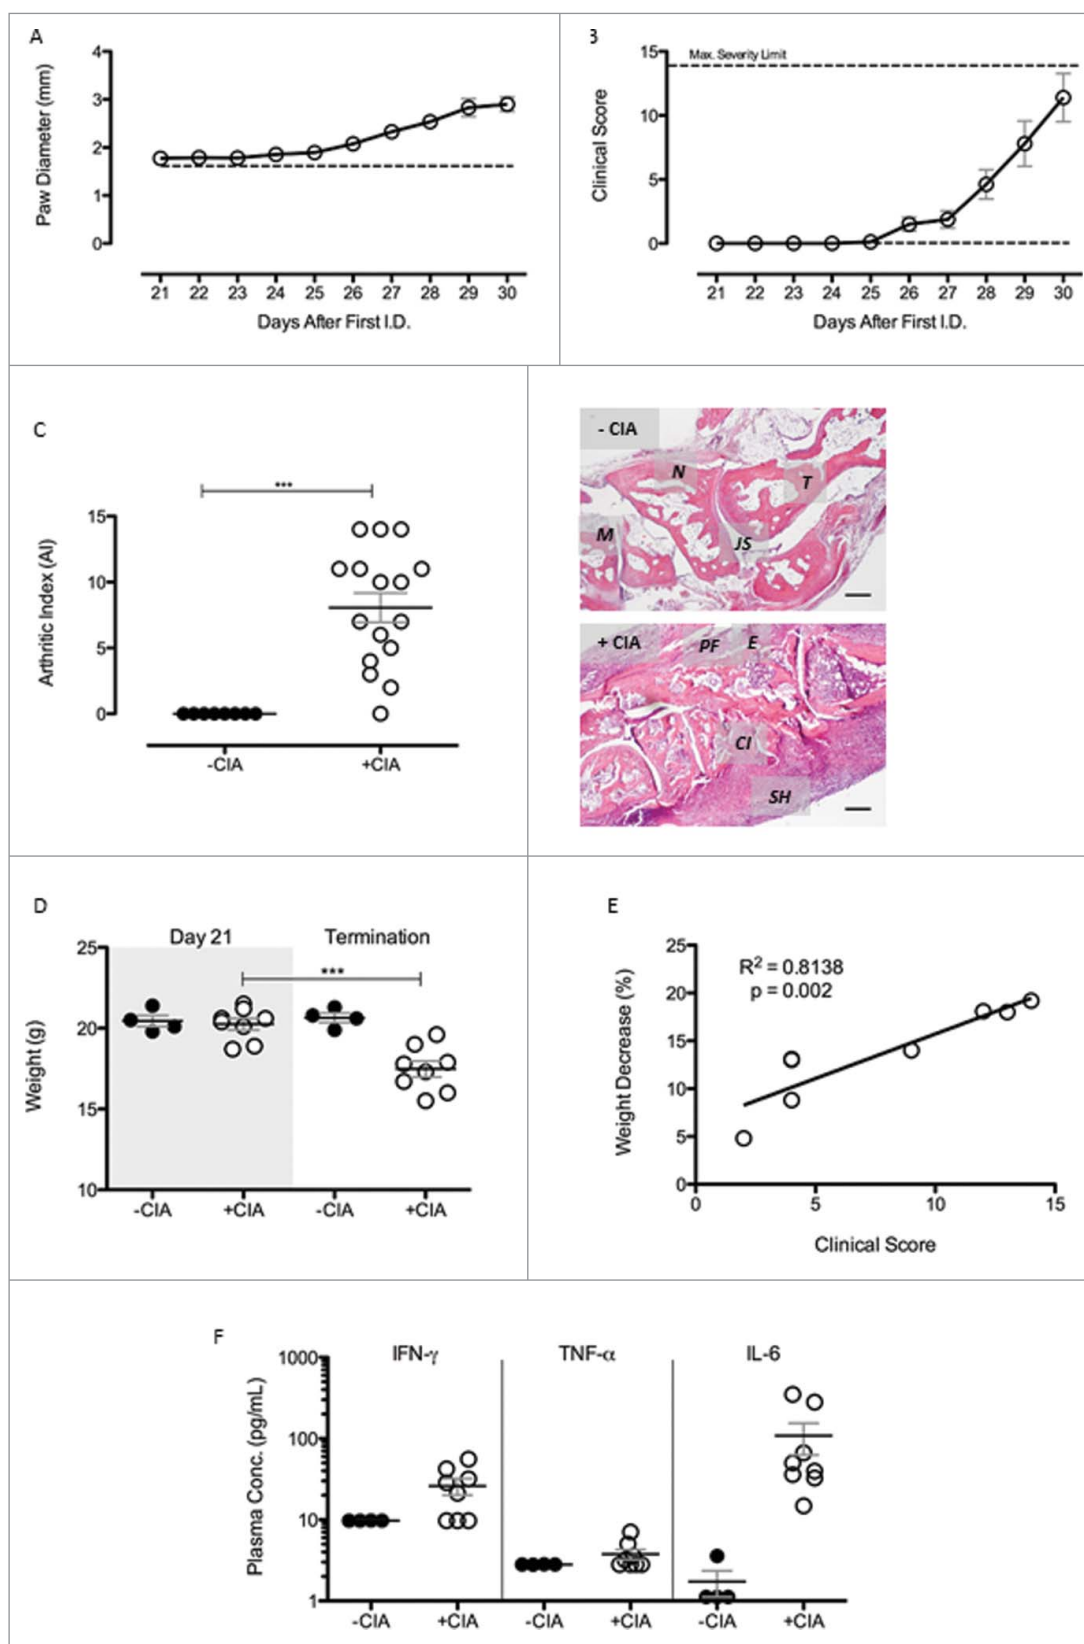 A
4
3
2
1
0
Paw Diameter (mm)
21 22 23 24 25 26 27 28 29 30
Days After First I.D.
15
10
5
0
Clinical Score
Max. Severity Limit
21 22 23 24 25 26 27 28 29 30
Days After First I.D.
C
***
15
10
5
0
Arthritic Index (AI)
-CIA +CIA
- CIA
N
T
M
JS
+ CIA
PF E
CI
SH
D
Day 21 Termination
***
25
20
15
10
Weight (g)
-CIA +CIA -CIA +CIA
E
25
20
15
10
5
0
Weight Decrease (%)
R² = 0.8138
p = 0.002
0 5 10 15
Clinical Score
F
IFN-γ TNF-α IL-6
1000
100
10
1
Plasma Conc. (pg/mL)
-CIA +CIA -CIA +CIA -CIA +CIA